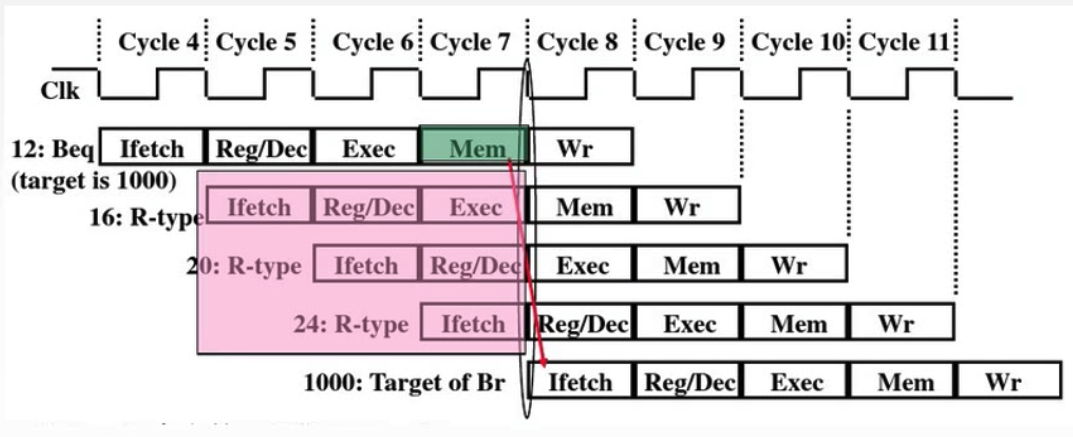 Cycle 4 Cycle 5 Cycle 6 Cycle 7 Cycle 8 Cycle 9 Cycle 10 Cycle 11
Clk
12: Beq Ifetch Reg/Dec Exec Mem Wr
(target is 1000)
16: R-type Ifetch Reg/Dec Exec Mem Wr
20: R-type Ifetch Reg/Dec Exec Mem Wr
24: R-type Ifetch Reg/Dec Exec Mem Wr
1000: Target of Br Ifetch Reg/Dec Exec Mem Wr